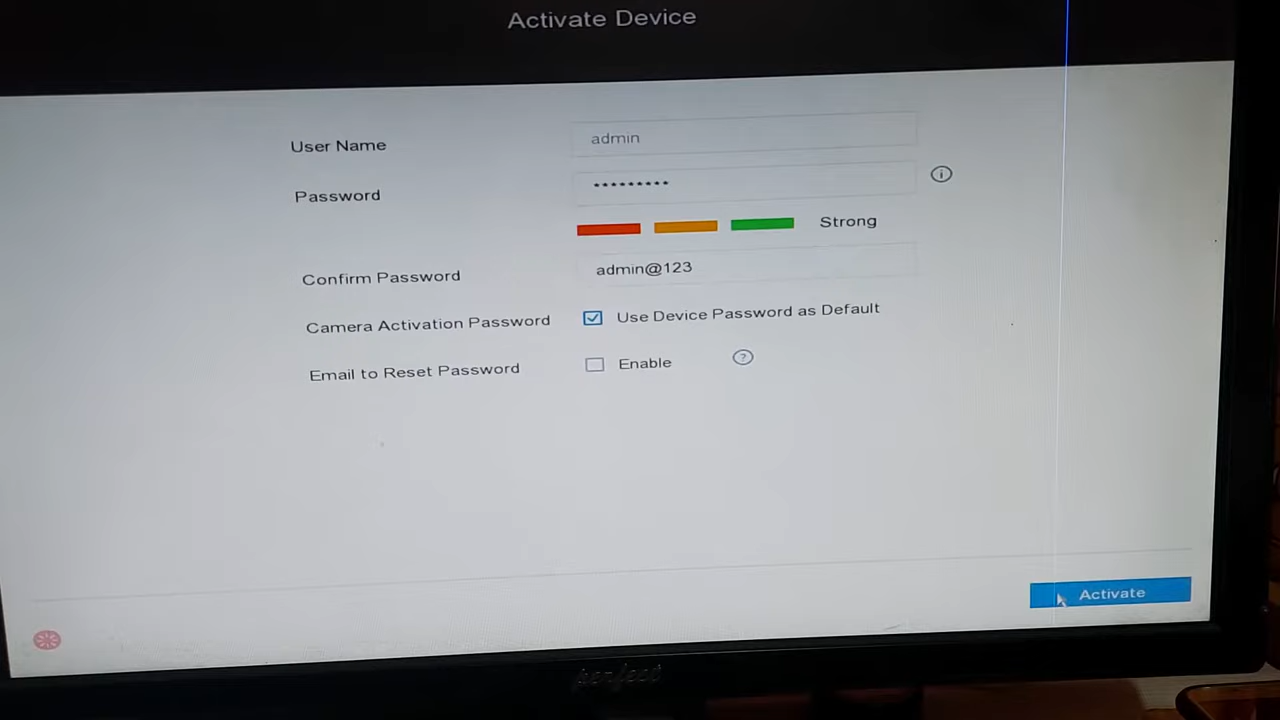 Activate Device
User Name admin
Password •••••••••
Strong
Confirm Password admin@123
Camera Activation Password Use Device Password as Default
Email to Reset Password Enable
Activate
perfect